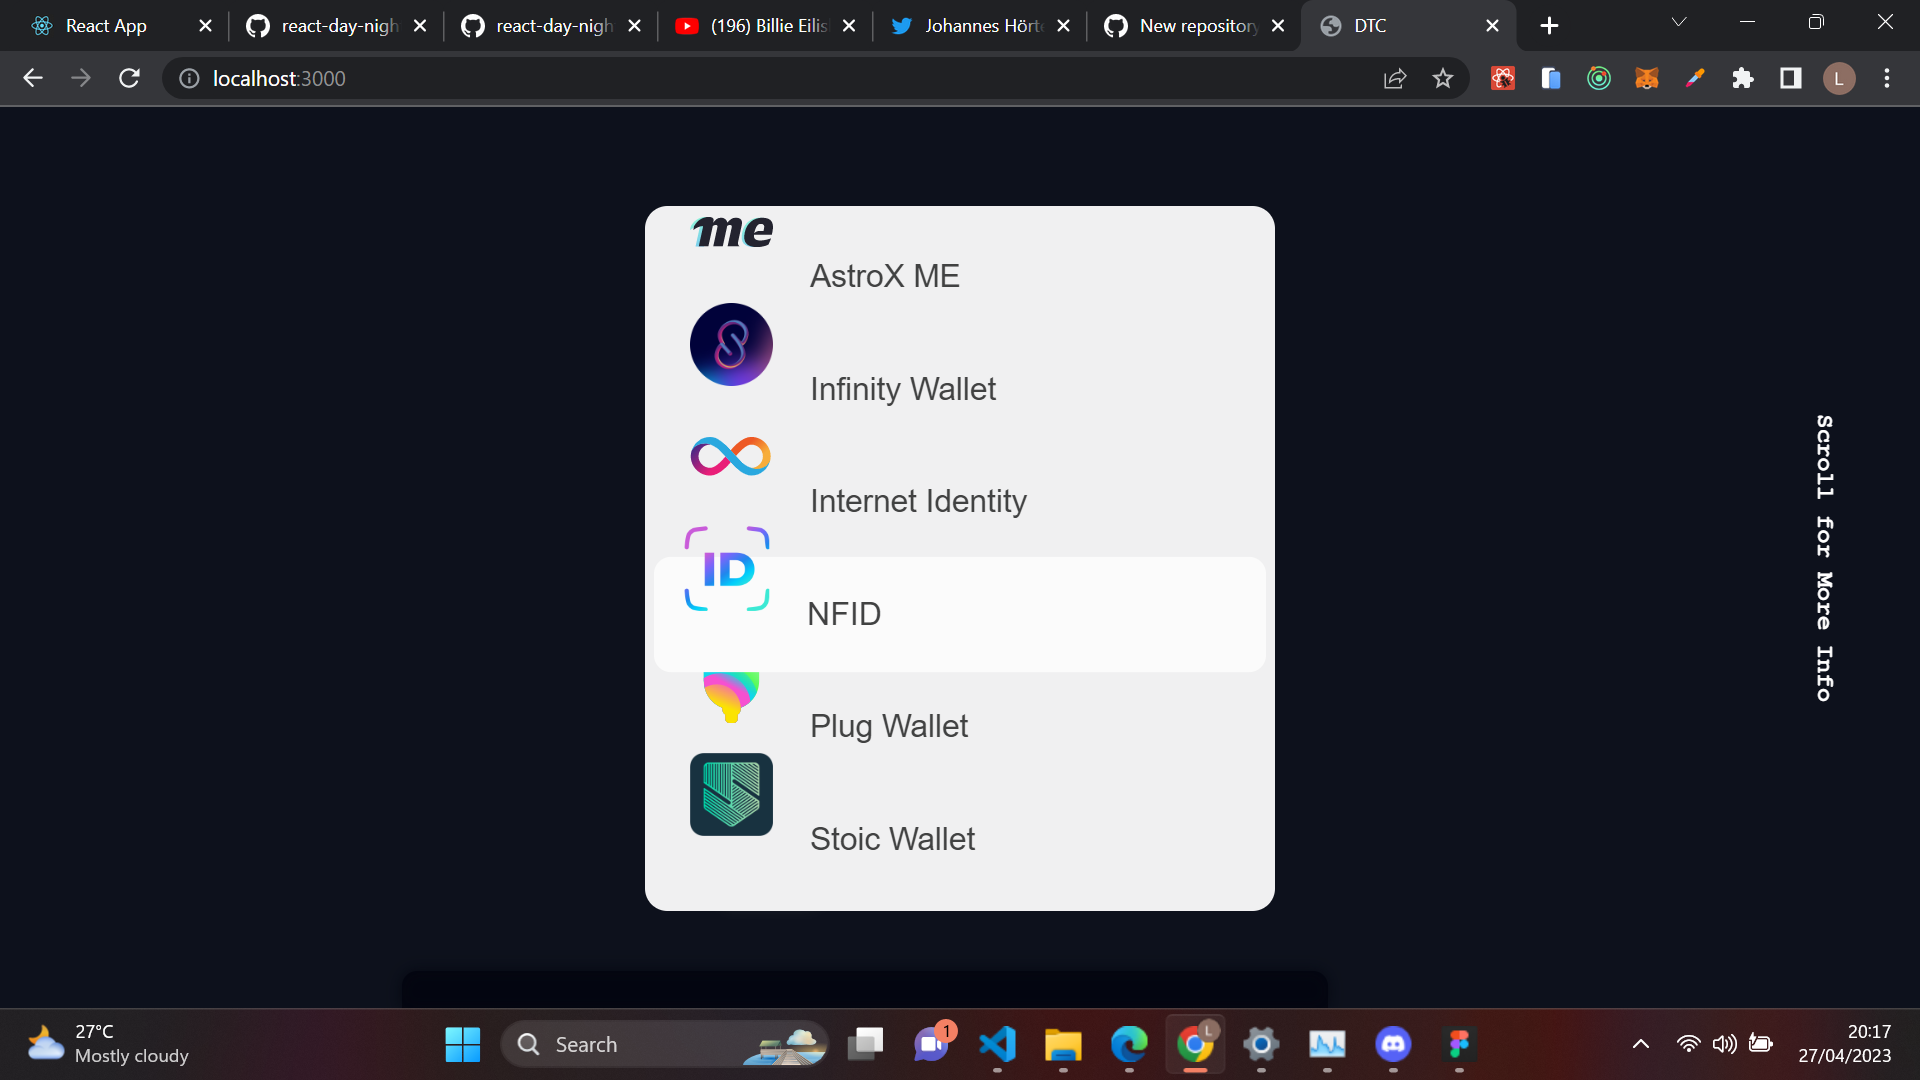 React App
react-day-nigh
react-day-nigh
(196) Billie Eilis
Johannes Hörte
New repository
DTC
localhost:3000
L
me
AstroX ME
Infinity Wallet
Internet Identity
ID
NFID
Plug Wallet
Stoic Wallet
Scroll for More Info
27°C
Mostly cloudy
Search
1
L
20:17
27/04/2023